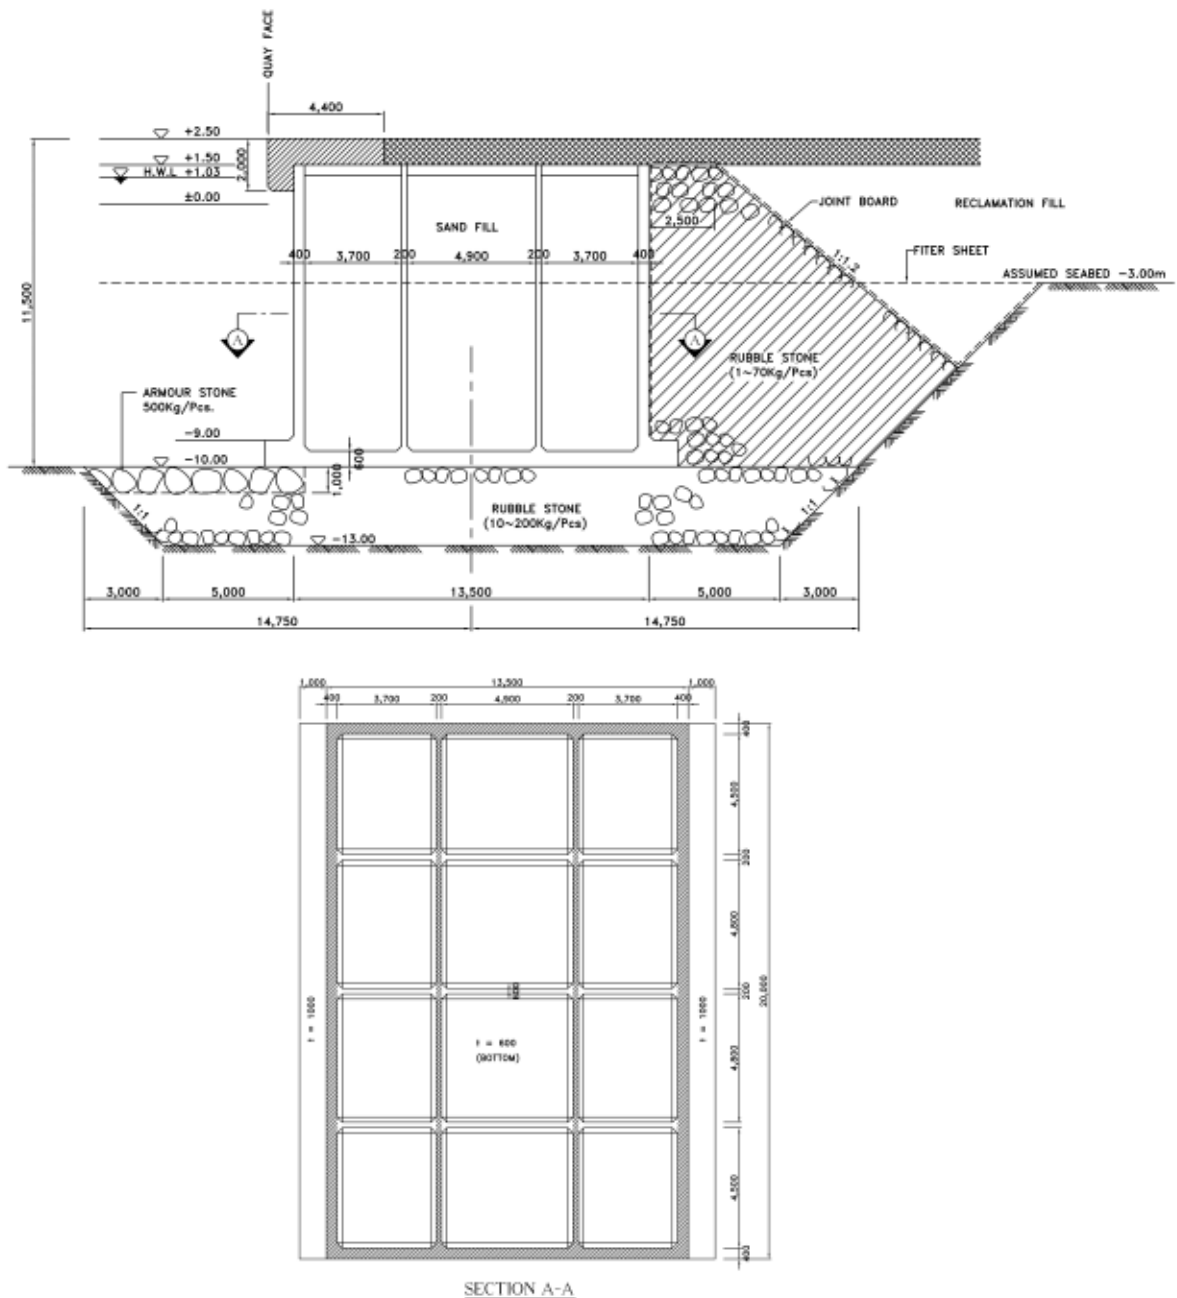 QUAY FACE
4,400
+2.50
+1.50
H.W.L +1.03
±0.00
2,000
11,500
SAND FILL
400
3,700
200
4,900
200
3,700
400
2,500
JOINT BOARD
RECLAMATION FILL
1:1.2
FITER SHEET
ASSUMED SEABED -3.00m
A
A
RUBBLE STONE
(1~70Kg/Pcs)
ARMOUR STONE
500Kg/Pcs.
-9.00
-10.00
600
1,000
1:1
RUBBLE STONE
(10~200Kg/Pcs)
1:1
-13.00
3,000
5,000
13,500
5,000
3,000
14,750
14,750
1,000
13,500
1,000
400
3,700
200
4,900
200
3,700
400
400
4,500
200
4,800
200
20,000
4,800
4,500
400
t = 1000
t = 600
(BOTTOM)
t = 1000
SECTION A-A